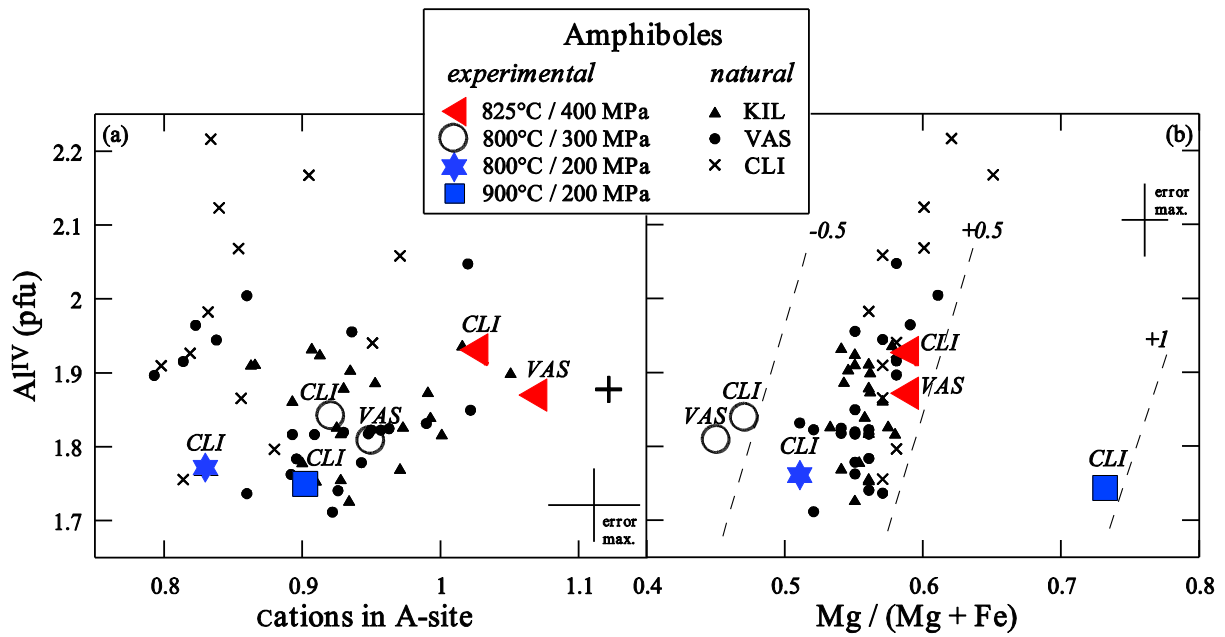 Amphiboles
experimental
natural
825°C / 400 MPa
KIL
800°C / 300 MPa
VAS
800°C / 200 MPa
CLI
900°C / 200 MPa
(a)
(b)
2.2
2.1
2
1.9
1.8
1.7
Al^IV (pfu)
CLI
VAS
CLI
VAS
CLI
CLI
error
max.
0.8
0.9
1
1.1
Cations in A-site
error
max.
-0.5
+0.5
+1
CLI
VAS
CLI
VAS
CLI
CLI
0.4
0.5
0.6
0.7
0.8
Mg / (Mg + Fe)